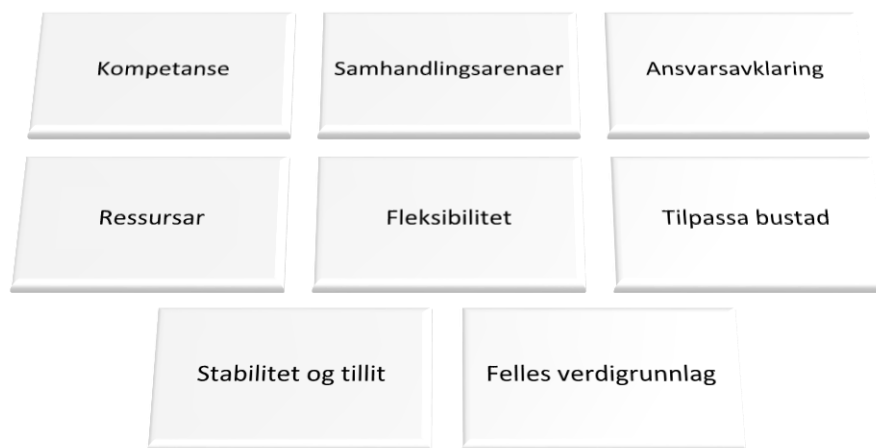 Kompetanse
Samhandlingsarenaer
Ansvarsavklaring
Ressursar
Fleksibilitet
Tilpassa bustad
Stabilitet og tillit
Felles verdigrunnlag